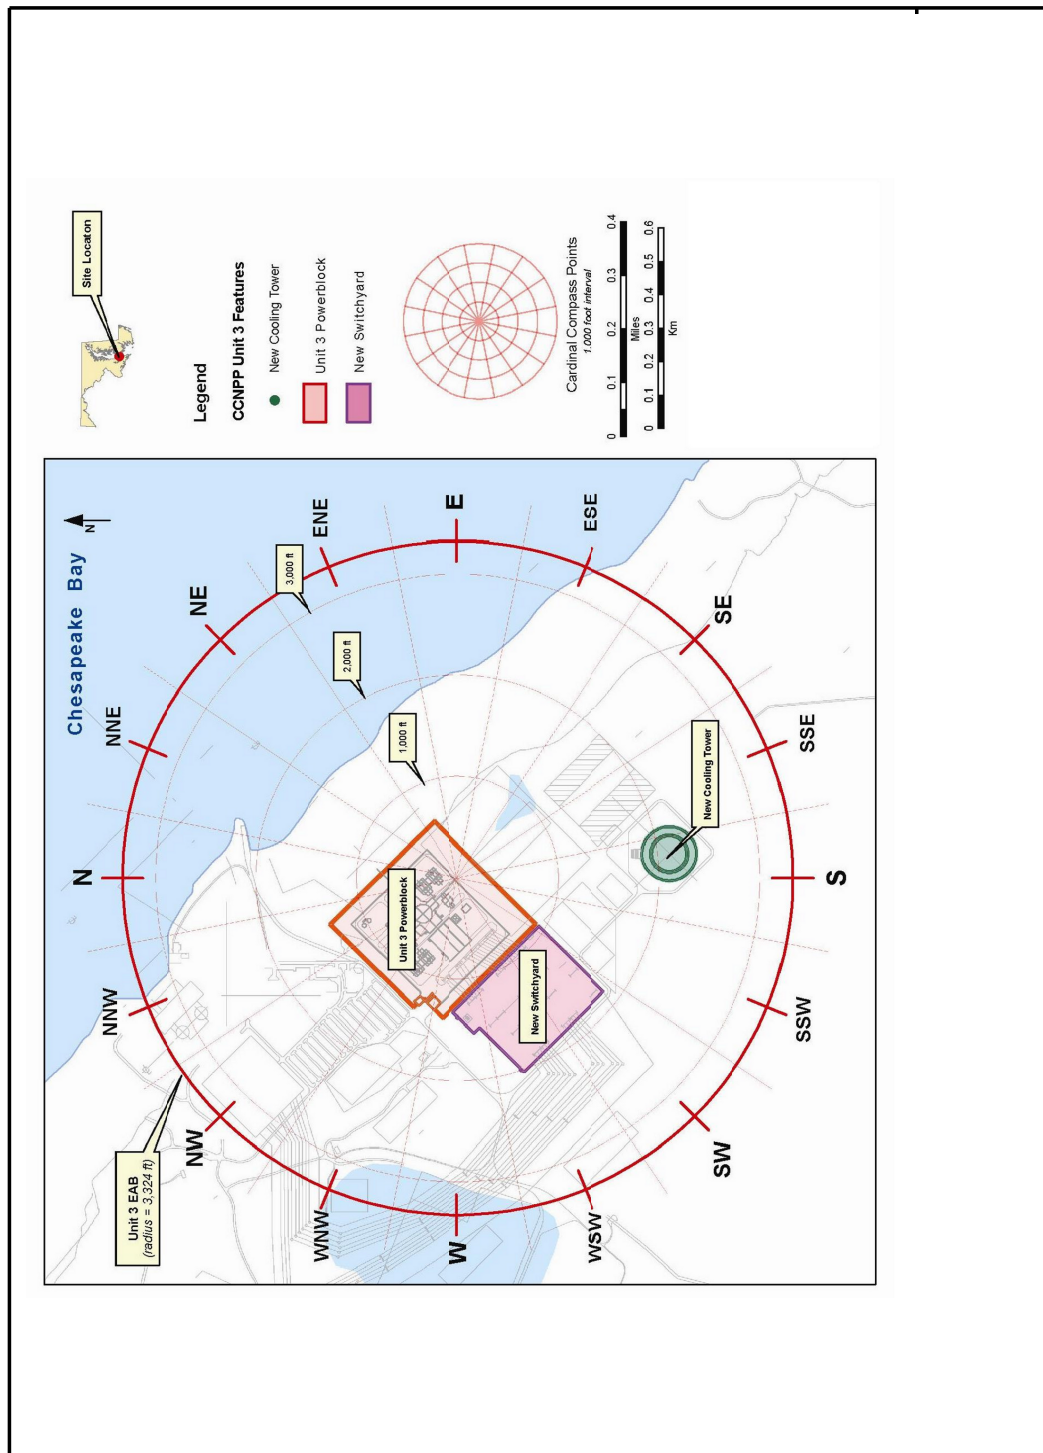 Site Locaton
Legend
CCNPP Unit 3 Features
New Cooling Tower
Unit 3 Powerblock
New Switchyard
Cardinal Compass Points
1.000 foot interval
0 0.1 0.2 0.3 0.4
Miles
0 0.1 0.2 0.3 0.4 0.5 0.6
Km
N
Chesapeake Bay
Unit 3 EAB
(radius = 3,324 ft)
N
NNE
NE
ENE
E
ESE
SE
SSE
S
SSW
SW
WSW
W
WNW
NW
NNW
3,000 ft
2,000 ft
1,000 ft
Unit 3 Powerblock
New Switchyard
New Cooling Tower